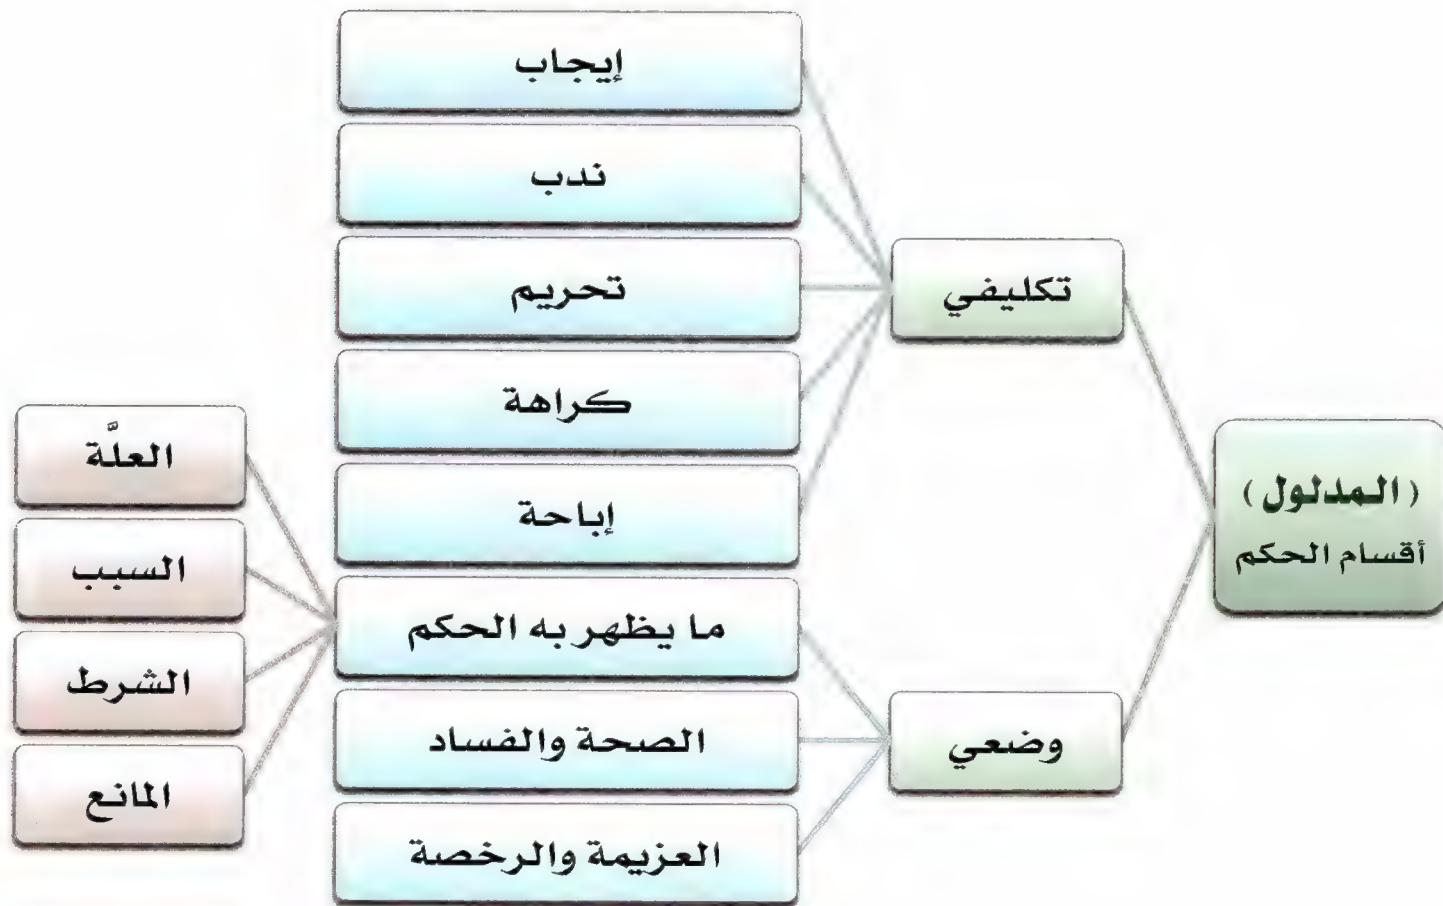 (المدلول)
أقسام الحكم
تكليفي
إيجاب
ندب
تحريم
كراهة
إباحة
وضعي
ما يظهر به الحكم
العلَّة
السبب
الشرط
المانع
الصحة والفساد
العزيمة والرخصة